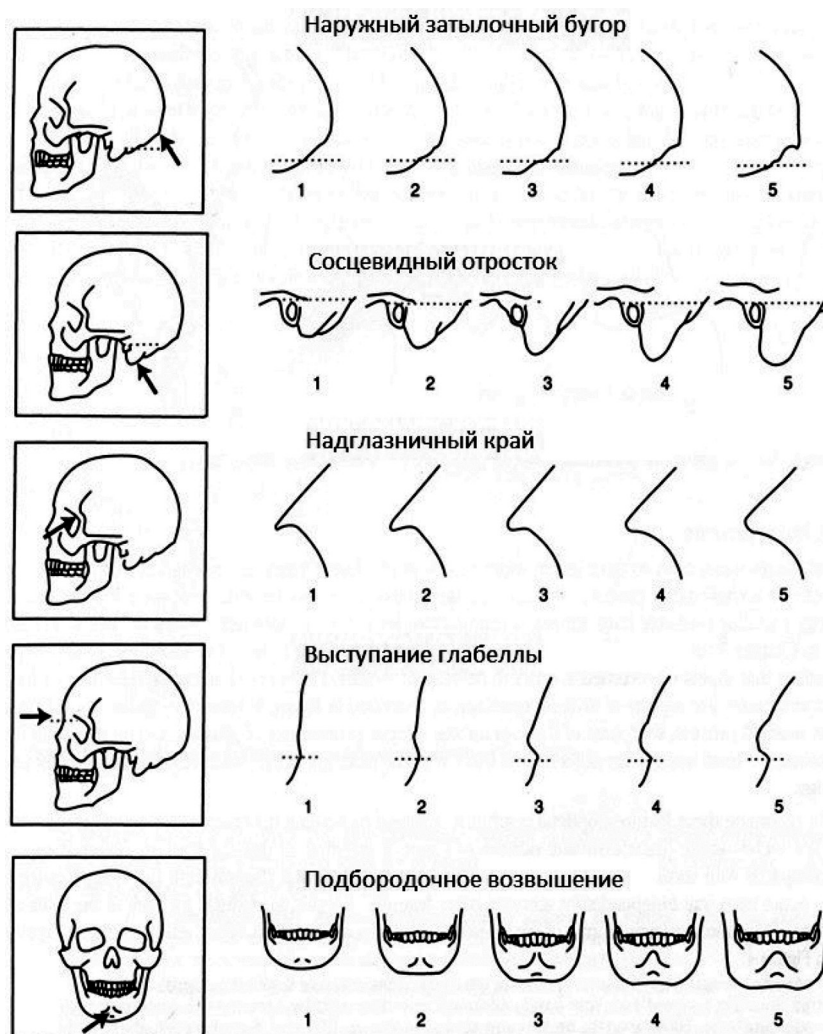 Наружный затылочный бугор
1 2 3 4 5
Сосцевидный отросток
1 2 3 4 5
Надглазничный край
1 2 3 4 5
Выступание глабеллы
1 2 3 4 5
Подбородочное возвышение
1 2 3 4 5